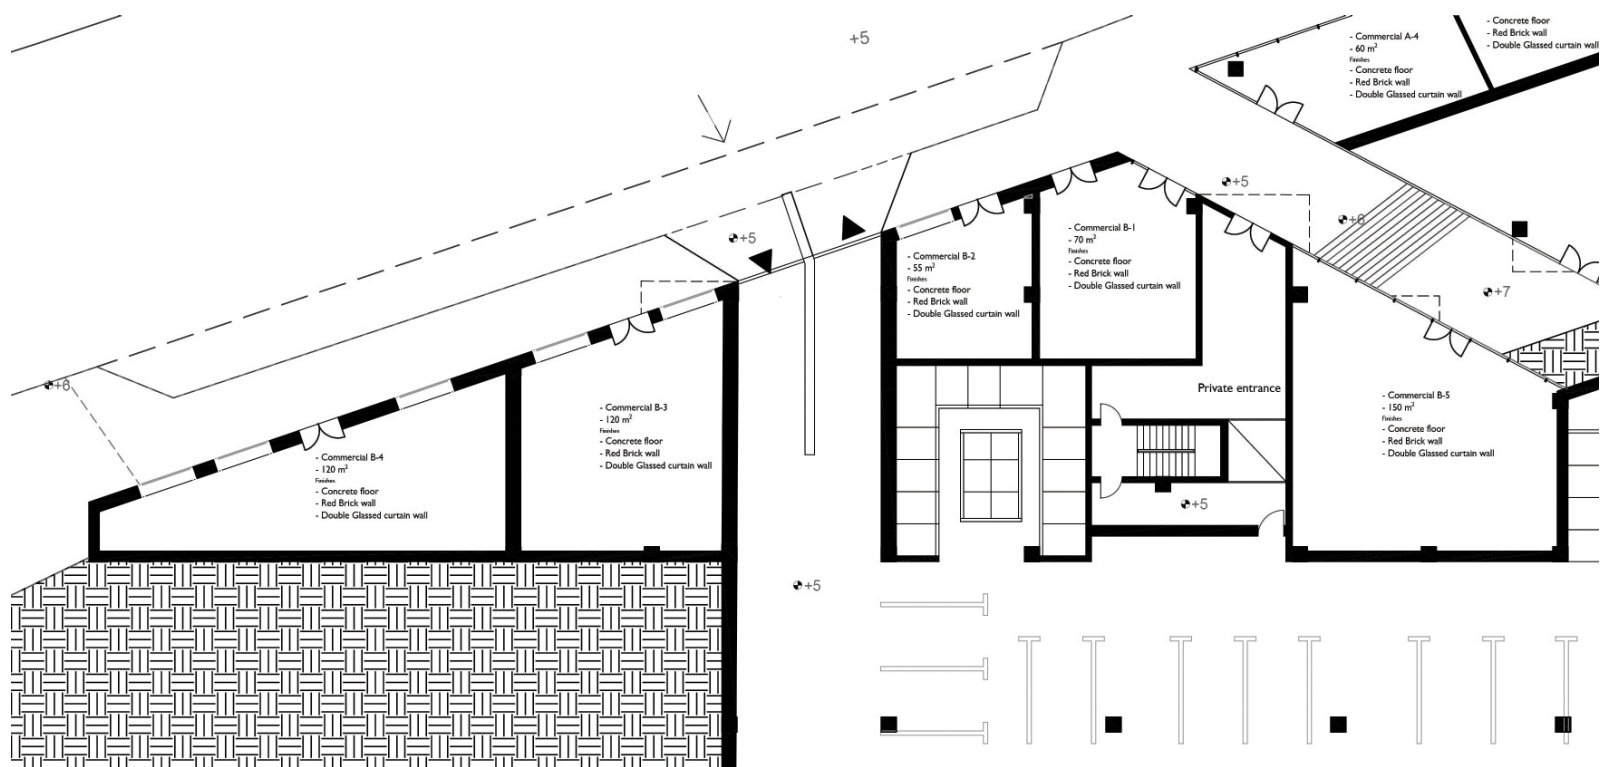 +5
- Commercial A-4
- 60 m²
Finishes
- Concrete floor
- Red Brick wall
- Double Glassed curtain wall
- Concrete floor
- Red Brick wall
- Double Glassed curtain wall
+5
+6
+7
+5
- Commercial B-1
- 70 m²
Finishes
- Concrete floor
- Red Brick wall
- Double Glassed curtain wall
- Commercial B-2
- 55 m²
Finishes
- Concrete floor
- Red Brick wall
- Double Glassed curtain wall
+6
Private entrance
- Commercial B-5
- 150 m²
Finishes
- Concrete floor
- Red Brick wall
- Double Glassed curtain wall
- Commercial B-3
- 120 m²
Finishes
- Concrete floor
- Red Brick wall
- Double Glassed curtain wall
- Commercial B-4
- 120 m²
Finishes
- Concrete floor
- Red Brick wall
- Double Glassed curtain wall
+5
+5